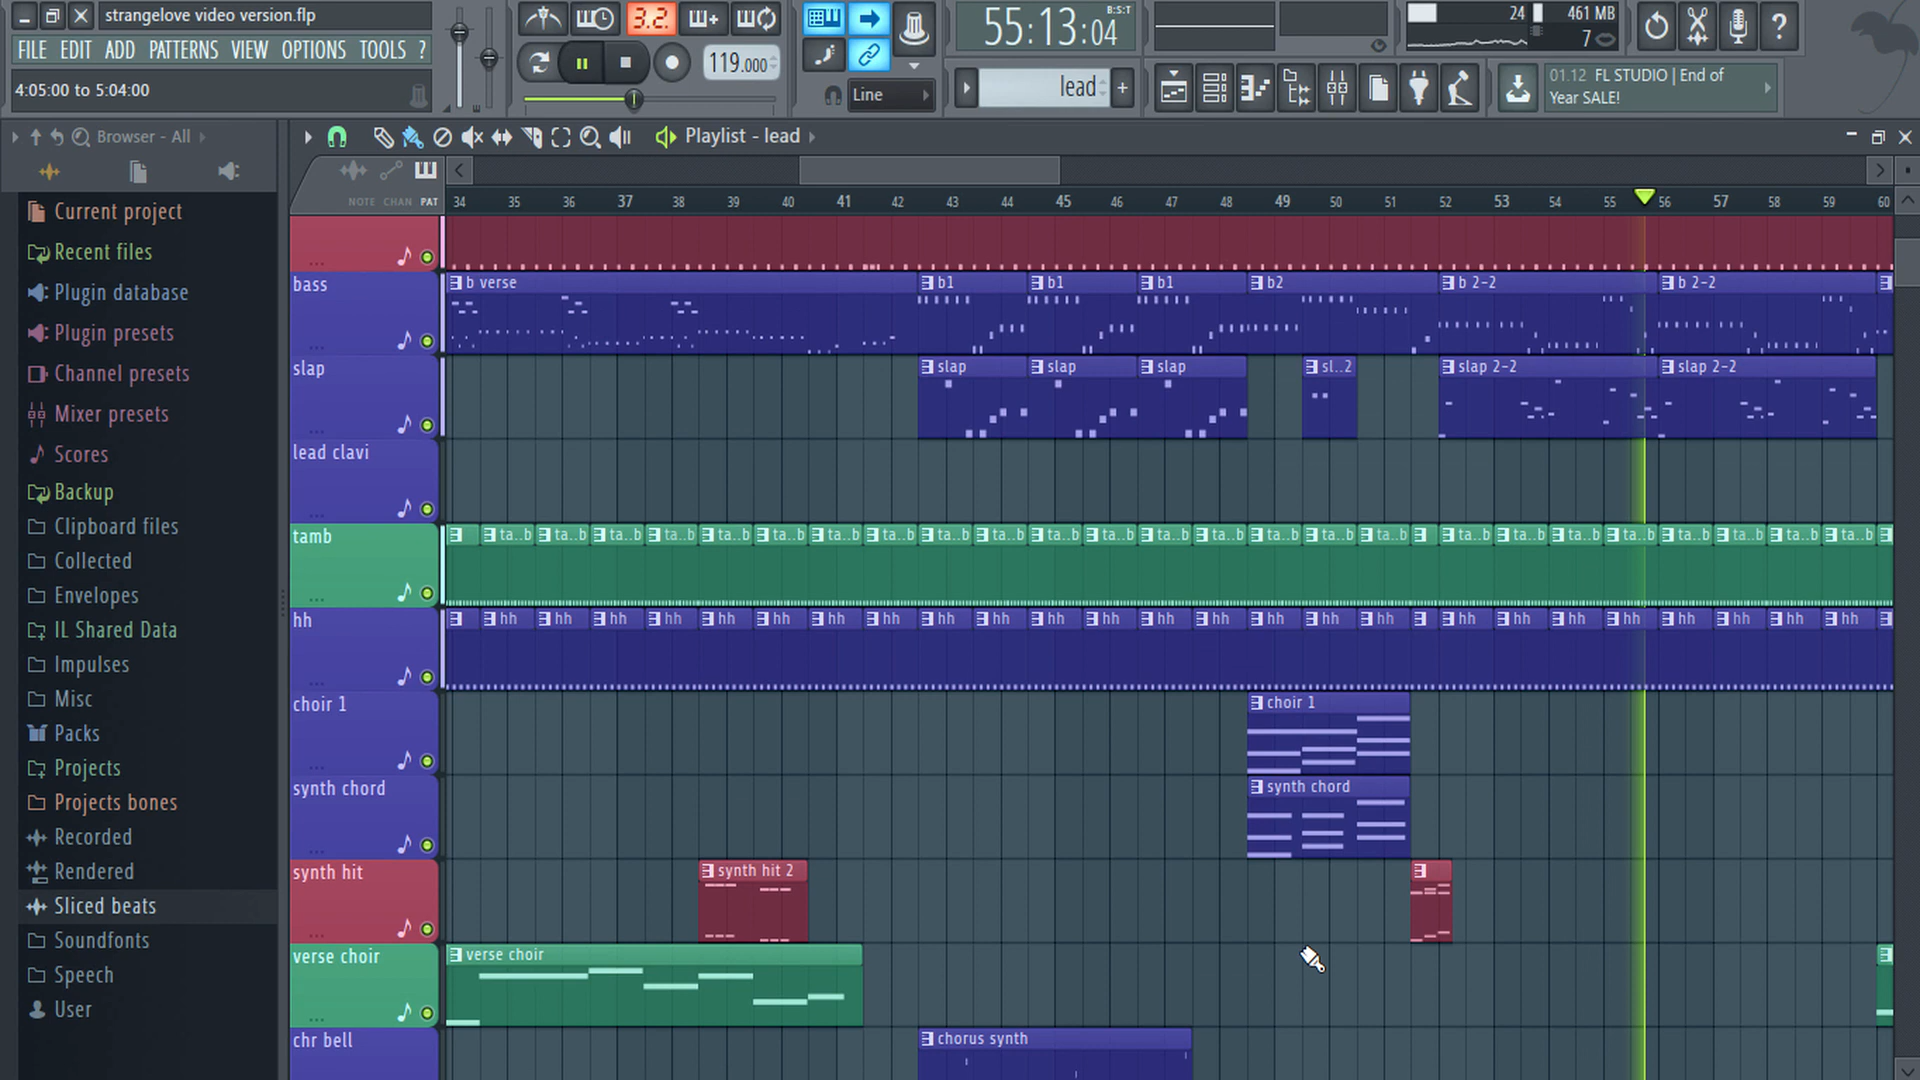 strangelove video version.flp
FILE EDIT ADD PATTERNS VIEW OPTIONS TOOLS ?
4:05:00 to 5:04:00
3.2.
119.000
Line
55:13:04
B:S:T
lead
24
461 MB
7
01.12 FL STUDIO | End of
Year SALE!
Browser - All
Playlist - lead
NOTE CHAN PAT
34 35 36 37 38 39 40 41 42 43 44 45 46 47 48 49 50 51 52 53 54 55 56 57 58 59 60
Current project
Recent files
Plugin database
Plugin presets
Channel presets
Mixer presets
Scores
Backup
Clipboard files
Collected
Envelopes
IL Shared Data
Impulses
Misc
Packs
Projects
Projects bones
Recorded
Rendered
Sliced beats
Soundfonts
Speech
User
bass
b verse b1 b1 b1 b2 b 2-2 b 2-2
slap
slap slap slap sl..2 slap 2-2 slap 2-2
lead clavi
tamb
ta..b ta..b ta..b ta..b ta..b ta..b ta..b ta..b ta..b ta..b ta..b ta..b ta..b ta..b ta..b ta..b ta..b ta..b ta..b ta..b ta..b ta..b ta..b ta..b ta..b
hh
hh hh hh hh hh hh hh hh hh hh hh hh hh hh hh hh hh hh hh hh hh hh hh hh hh
choir 1
choir 1
synth chord
synth chord
synth hit
synth hit 2
verse choir
verse choir
chr bell
chorus synth